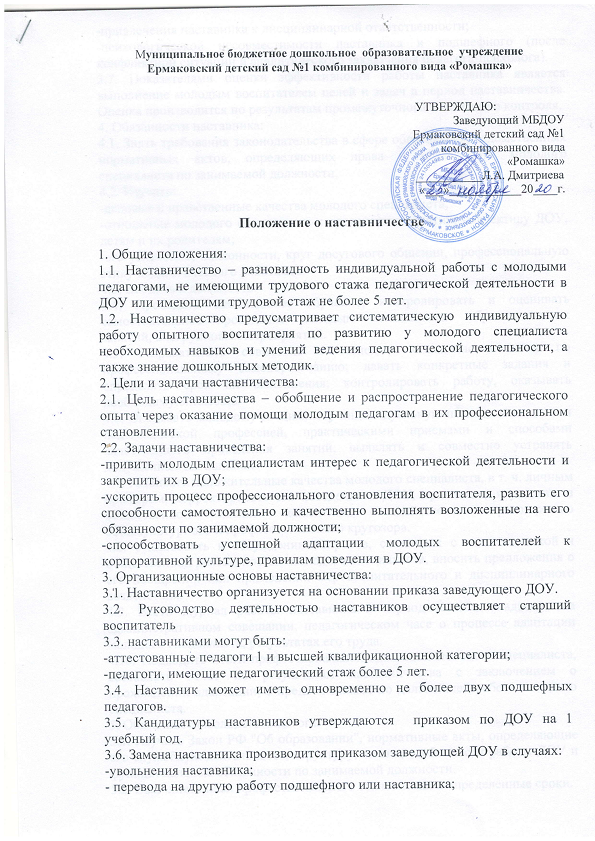 Муниципальное бюджетное дошкольное образовательное учреждение
Ермаковский детский сад №1 комбинированного вида «Ромашка»
УТВЕРЖДАЮ:
Заведующий МБДОУ
Ермаковский детский сад №1
комбинированного вида
«Ромашка»
Л.А. Дмитриева
«25» ноября 2020 г.
Положение о наставничестве
1. Общие положения:
1.1. Наставничество – разновидность индивидуальной работы с молодыми
педагогами, не имеющими трудового стажа педагогической деятельности в
ДОУ или имеющими трудовой стаж не более 5 лет.
1.2. Наставничество предусматривает систематическую индивидуальную
работу опытного воспитателя по развитию у молодого специалиста
необходимых навыков и умений ведения педагогической деятельности, а
также знание дошкольных методик.
2. Цели и задачи наставничества:
2.1. Цель наставничества – обобщение и распространение педагогического
опыта через оказание помощи молодым педагогам в их профессиональном
становлении.
2.2. Задачи наставничества:
-привить молодым специалистам интерес к педагогической деятельности и
закрепить их в ДОУ;
-ускорить процесс профессионального становления воспитателя, развить его
способности самостоятельно и качественно выполнять возложенные на него
обязанности по занимаемой должности;
-способствовать успешной адаптации молодых воспитателей к
корпоративной культуре, правилам поведения в ДОУ.
3. Организационные основы наставничества:
3.1. Наставничество организуется на основании приказа заведующего ДОУ.
3.2. Руководство деятельностью наставников осуществляет старший
воспитатель
3.3. наставниками могут быть:
-аттестованные педагоги 1 и высшей квалификационной категории;
-педагоги, имеющие педагогический стаж более 5 лет.
3.4. Наставник может иметь одновременно не более двух подшефных
педагогов.
3.5. Кандидатуры наставников утверждаются приказом по ДОУ на 1
учебный год.
3.6. Замена наставника производится приказом заведующей ДОУ в случаях:
-увольнения наставника;
- перевода на другую работу подшефного или наставника;